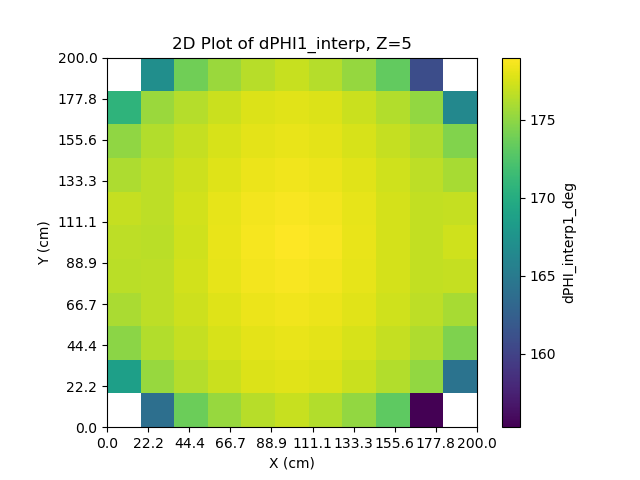 2D Plot of dPHI1_interp, Z=5
200.0
177.8
155.6
133.3
111.1
88.9
66.7
44.4
22.2
0.0
Y (cm)
0.0 22.2 44.4 66.7 88.9 111.1 133.3 155.6 177.8 200.0
X (cm)
175
170
165
160
dPHI_interp1_deg